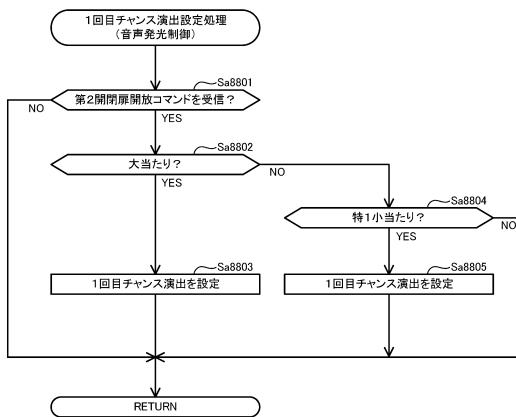 1回目チャンス演出設定処理
(音声発光制御)
Sa8801
第2開閉扉開放コマンドを受信?
NO
YES
Sa8802
大当たり?
NO
YES
Sa8804
特1小当たり?
NO
YES
Sa8803
1回目チャンス演出を設定
Sa8805
1回目チャンス演出を設定
RETURN